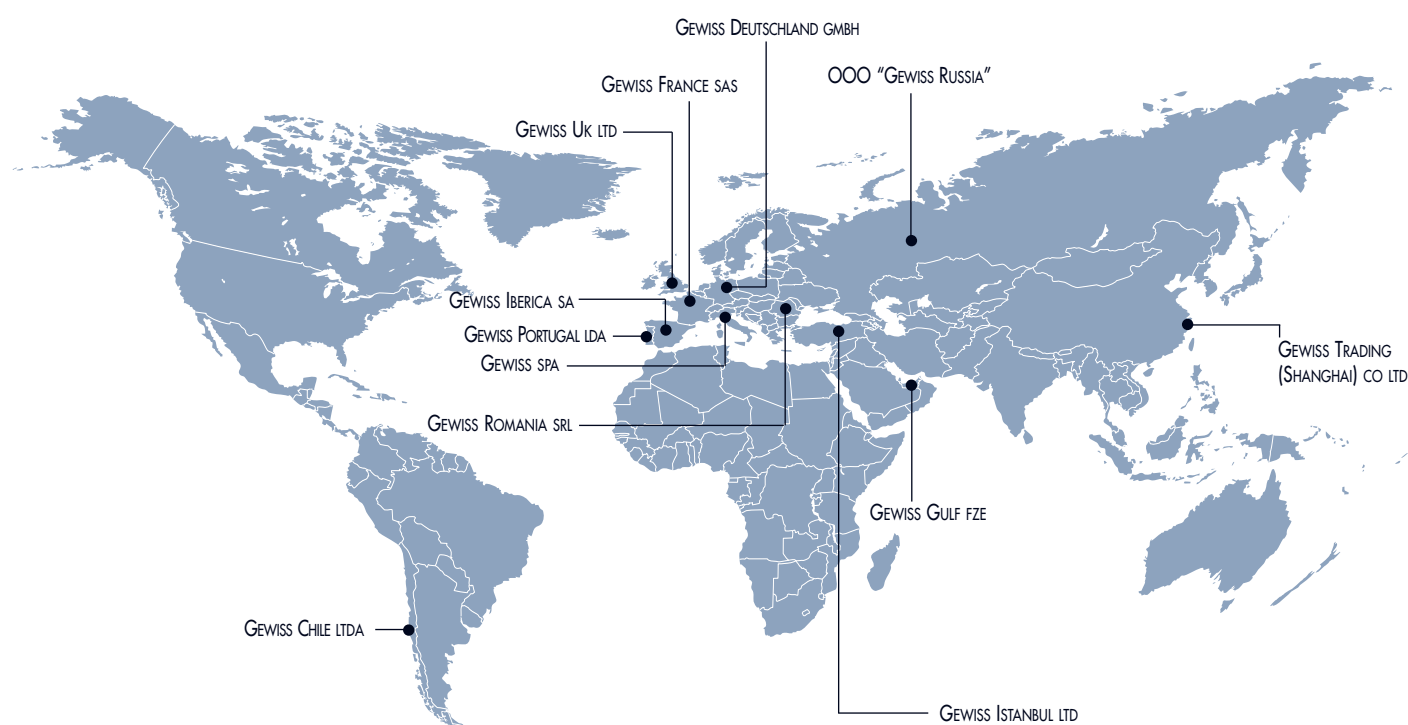 Gewiss Deutschland gmbh
Gewiss France sas
OOO “Gewiss Russia”
Gewiss Uk ltd
Gewiss Iberica sa
Gewiss Portugal lda
Gewiss spa
Gewiss Trading
(Shanghai) co ltd
Gewiss Romania srl
Gewiss Gulf fze
Gewiss Chile ltda
Gewiss Istanbul ltd